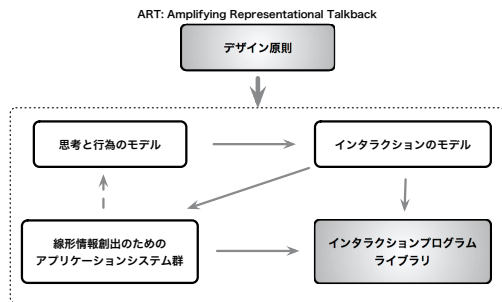 ART: Amplifying Representational Talkback
デザイン原則
思考と行為のモデル
インタラクションのモデル
線形情報創出のための
アプリケーションシステム群
インタラクションプログラム
ライブラリ